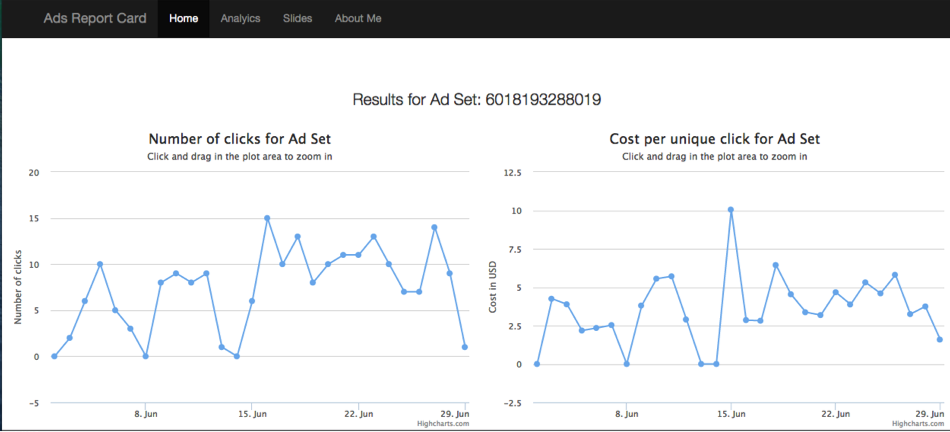 Ads Report Card Home Analyics Slides About Me
Results for Ad Set: 6018193288019
Number of clicks for Ad Set
Click and drag in the plot area to zoom in
Number of clicks
20
15
10
5
0
−5
8. Jun 15. Jun 22. Jun 29. Jun
Highcharts.com
Cost per unique click for Ad Set
Click and drag in the plot area to zoom in
Cost in USD
12.5
10
7.5
5
2.5
0
−2.5
8. Jun 15. Jun 22. Jun 29. Jun
Highcharts.com